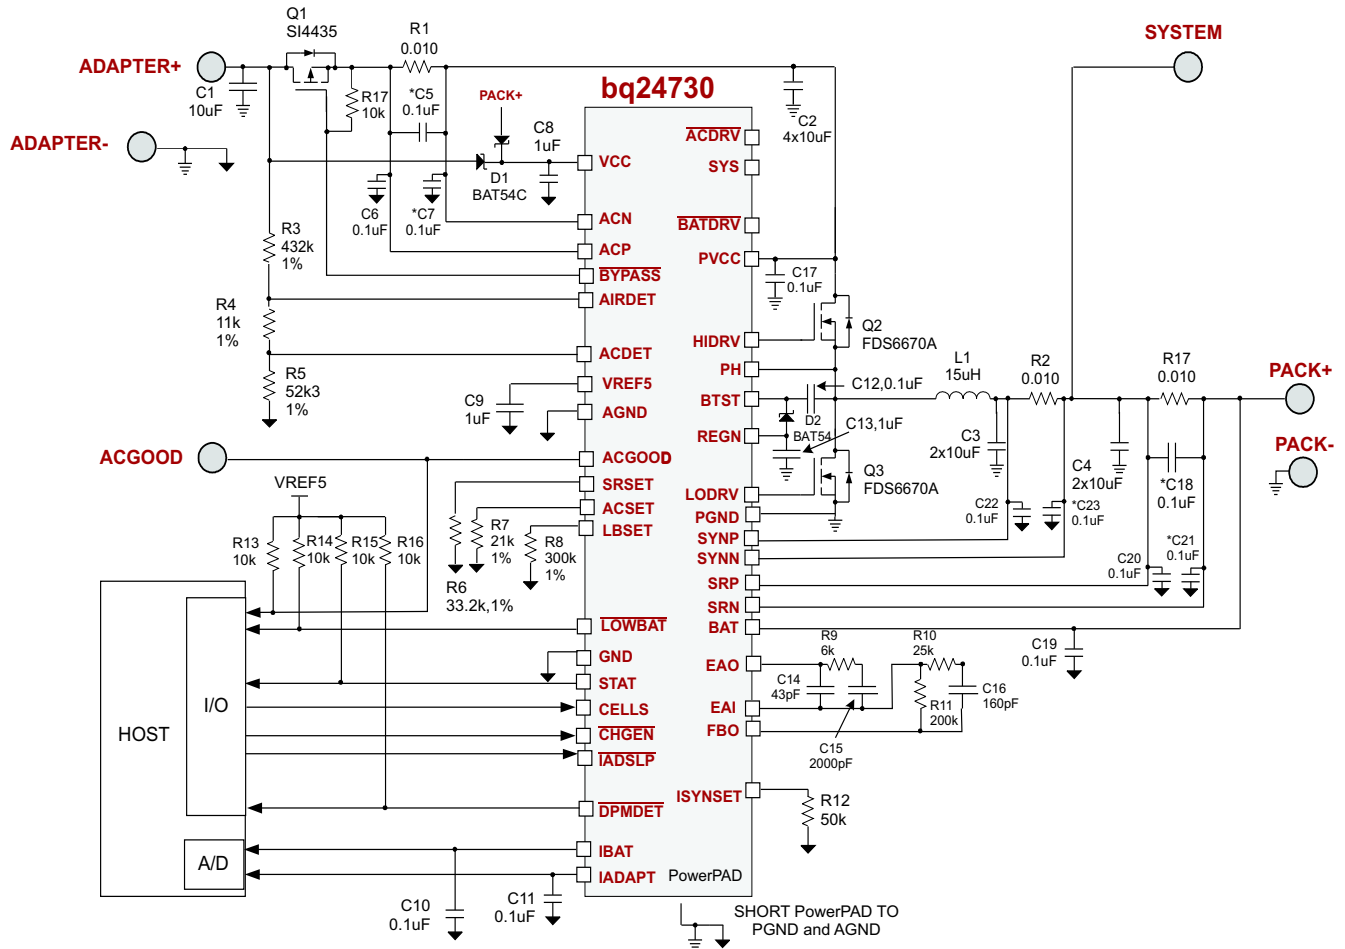 Q1
SI4435
R1
0.010
SYSTEM
ADAPTER+
C1
10uF
R17
10k
*C5
0.1uF
PACK+
bq24730
C2
4x10uF
ADAPTER-
C8
1uF
D1
BAT54C
VCC
ACDRV
SYS
C6
0.1uF
*C7
0.1uF
ACN
BATDRV
R3
432k
1%
ACP
PVCC
BYPASS
C17
0.1uF
AIRDET
R4
11k
1%
Q2
FDS6670A
HIDRV
ACDET
PH
L1
15uH
R2
0.010
R17
0.010
PACK+
R5
52k3
1%
VREF5
C12,0.1uF
BTST
C9
1uF
AGND
D2
BAT54
C13,1uF
REGN
C3
2x10uF
PACK-
ACGOOD
ACGOOD
Q3
FDS6670A
C4
2x10uF
*C18
0.1uF
VREF5
SRSET
LODRV
ACSET
PGND
C22
0.1uF
*C23
0.1uF
R7
21k
1%
R8
300k
1%
LBSET
SYNP
R13
10k
R14
10k
R15
10k
R16
10k
SYNN
C20
0.1uF
*C21
0.1uF
R6
33.2k,1%
SRP
SRN
LOWBAT
BAT
GND
R9
6k
R10
25k
C19
0.1uF
EAO
STAT
C14
43pF
C16
160pF
I/O
CELLS
EAI
R11
200k
HOST
CHGEN
FBO
IADSLP
C15
2000pF
ISYNSET
R12
50k
DPMDET
IBAT
A/D
IADAPT
PowerPAD
C10
0.1uF
C11
0.1uF
SHORT PowerPAD TO
PGND and AGND